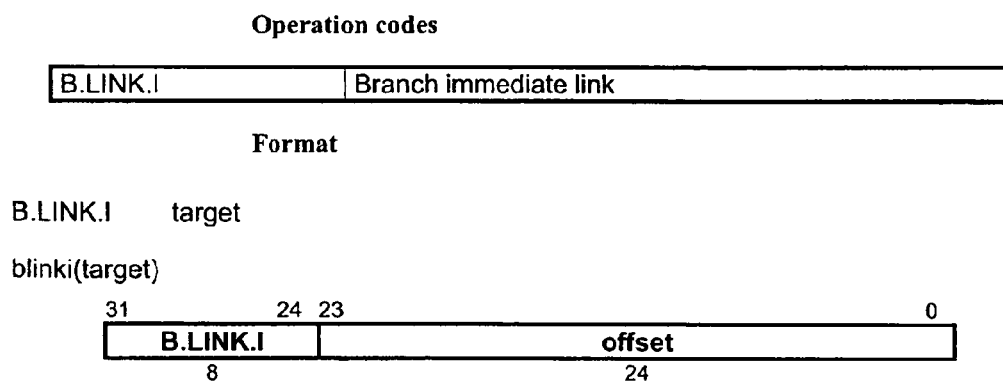 Operation codes
B.LINK.I Branch immediate link
Format
B.LINK.I target
blinki(target)
31 24 23 0
B.LINK.I offset
8 24